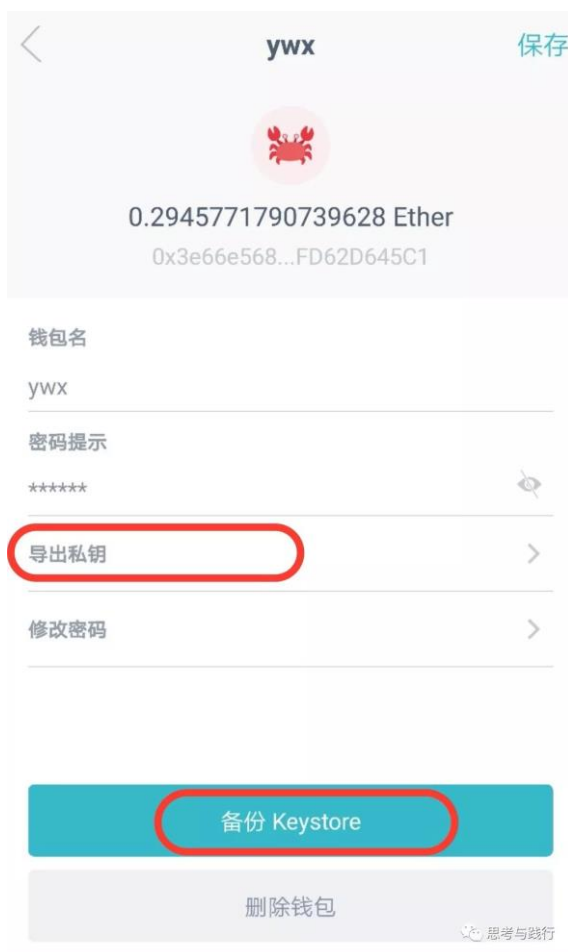 ywx
保存
0.2945771790739628 Ether
0x3e66e568...FD62D645C1
钱包名
ywx
密码提示
******
导出私钥
修改密码
备份 Keystore
删除钱包
思考与践行